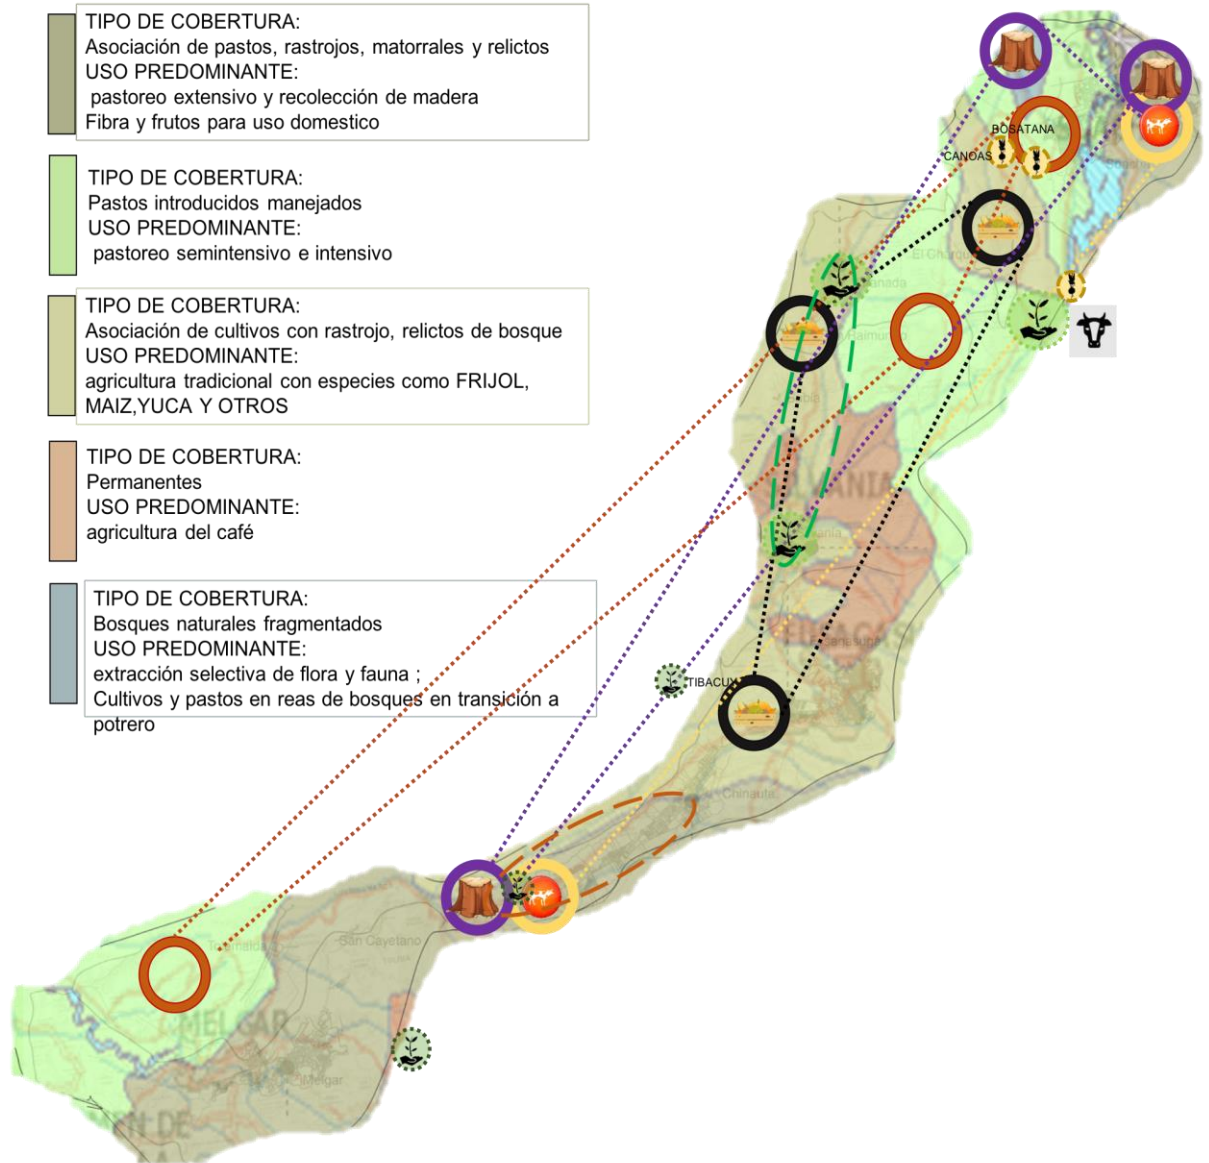 TIPO DE COBERTURA:
Asociación de pastos, rastrojos, matorrales y relictos
USO PREDOMINANTE:
pastoreo extensivo y recolección de madera
Fibra y frutos para uso domestico
TIPO DE COBERTURA:
Pastos introducidos manejados
USO PREDOMINANTE:
pastoreo semintensivo e intensivo
TIPO DE COBERTURA:
Asociación de cultivos con rastrojo, relictos de bosque
USO PREDOMINANTE:
agricultura tradicional con especies como FRIJOL,
MAIZ,YUCA Y OTROS
TIPO DE COBERTURA:
Permanentes
USO PREDOMINANTE:
agricultura del café
TIPO DE COBERTURA:
Bosques naturales fragmentados
USO PREDOMINANTE:
extracción selectiva de flora y fauna ;
Cultivos y pastos en reas de bosques en transición a
potrero
BOSATANA
CANOAS
Chinauta
San Cayetano
MELGAR
Melgar